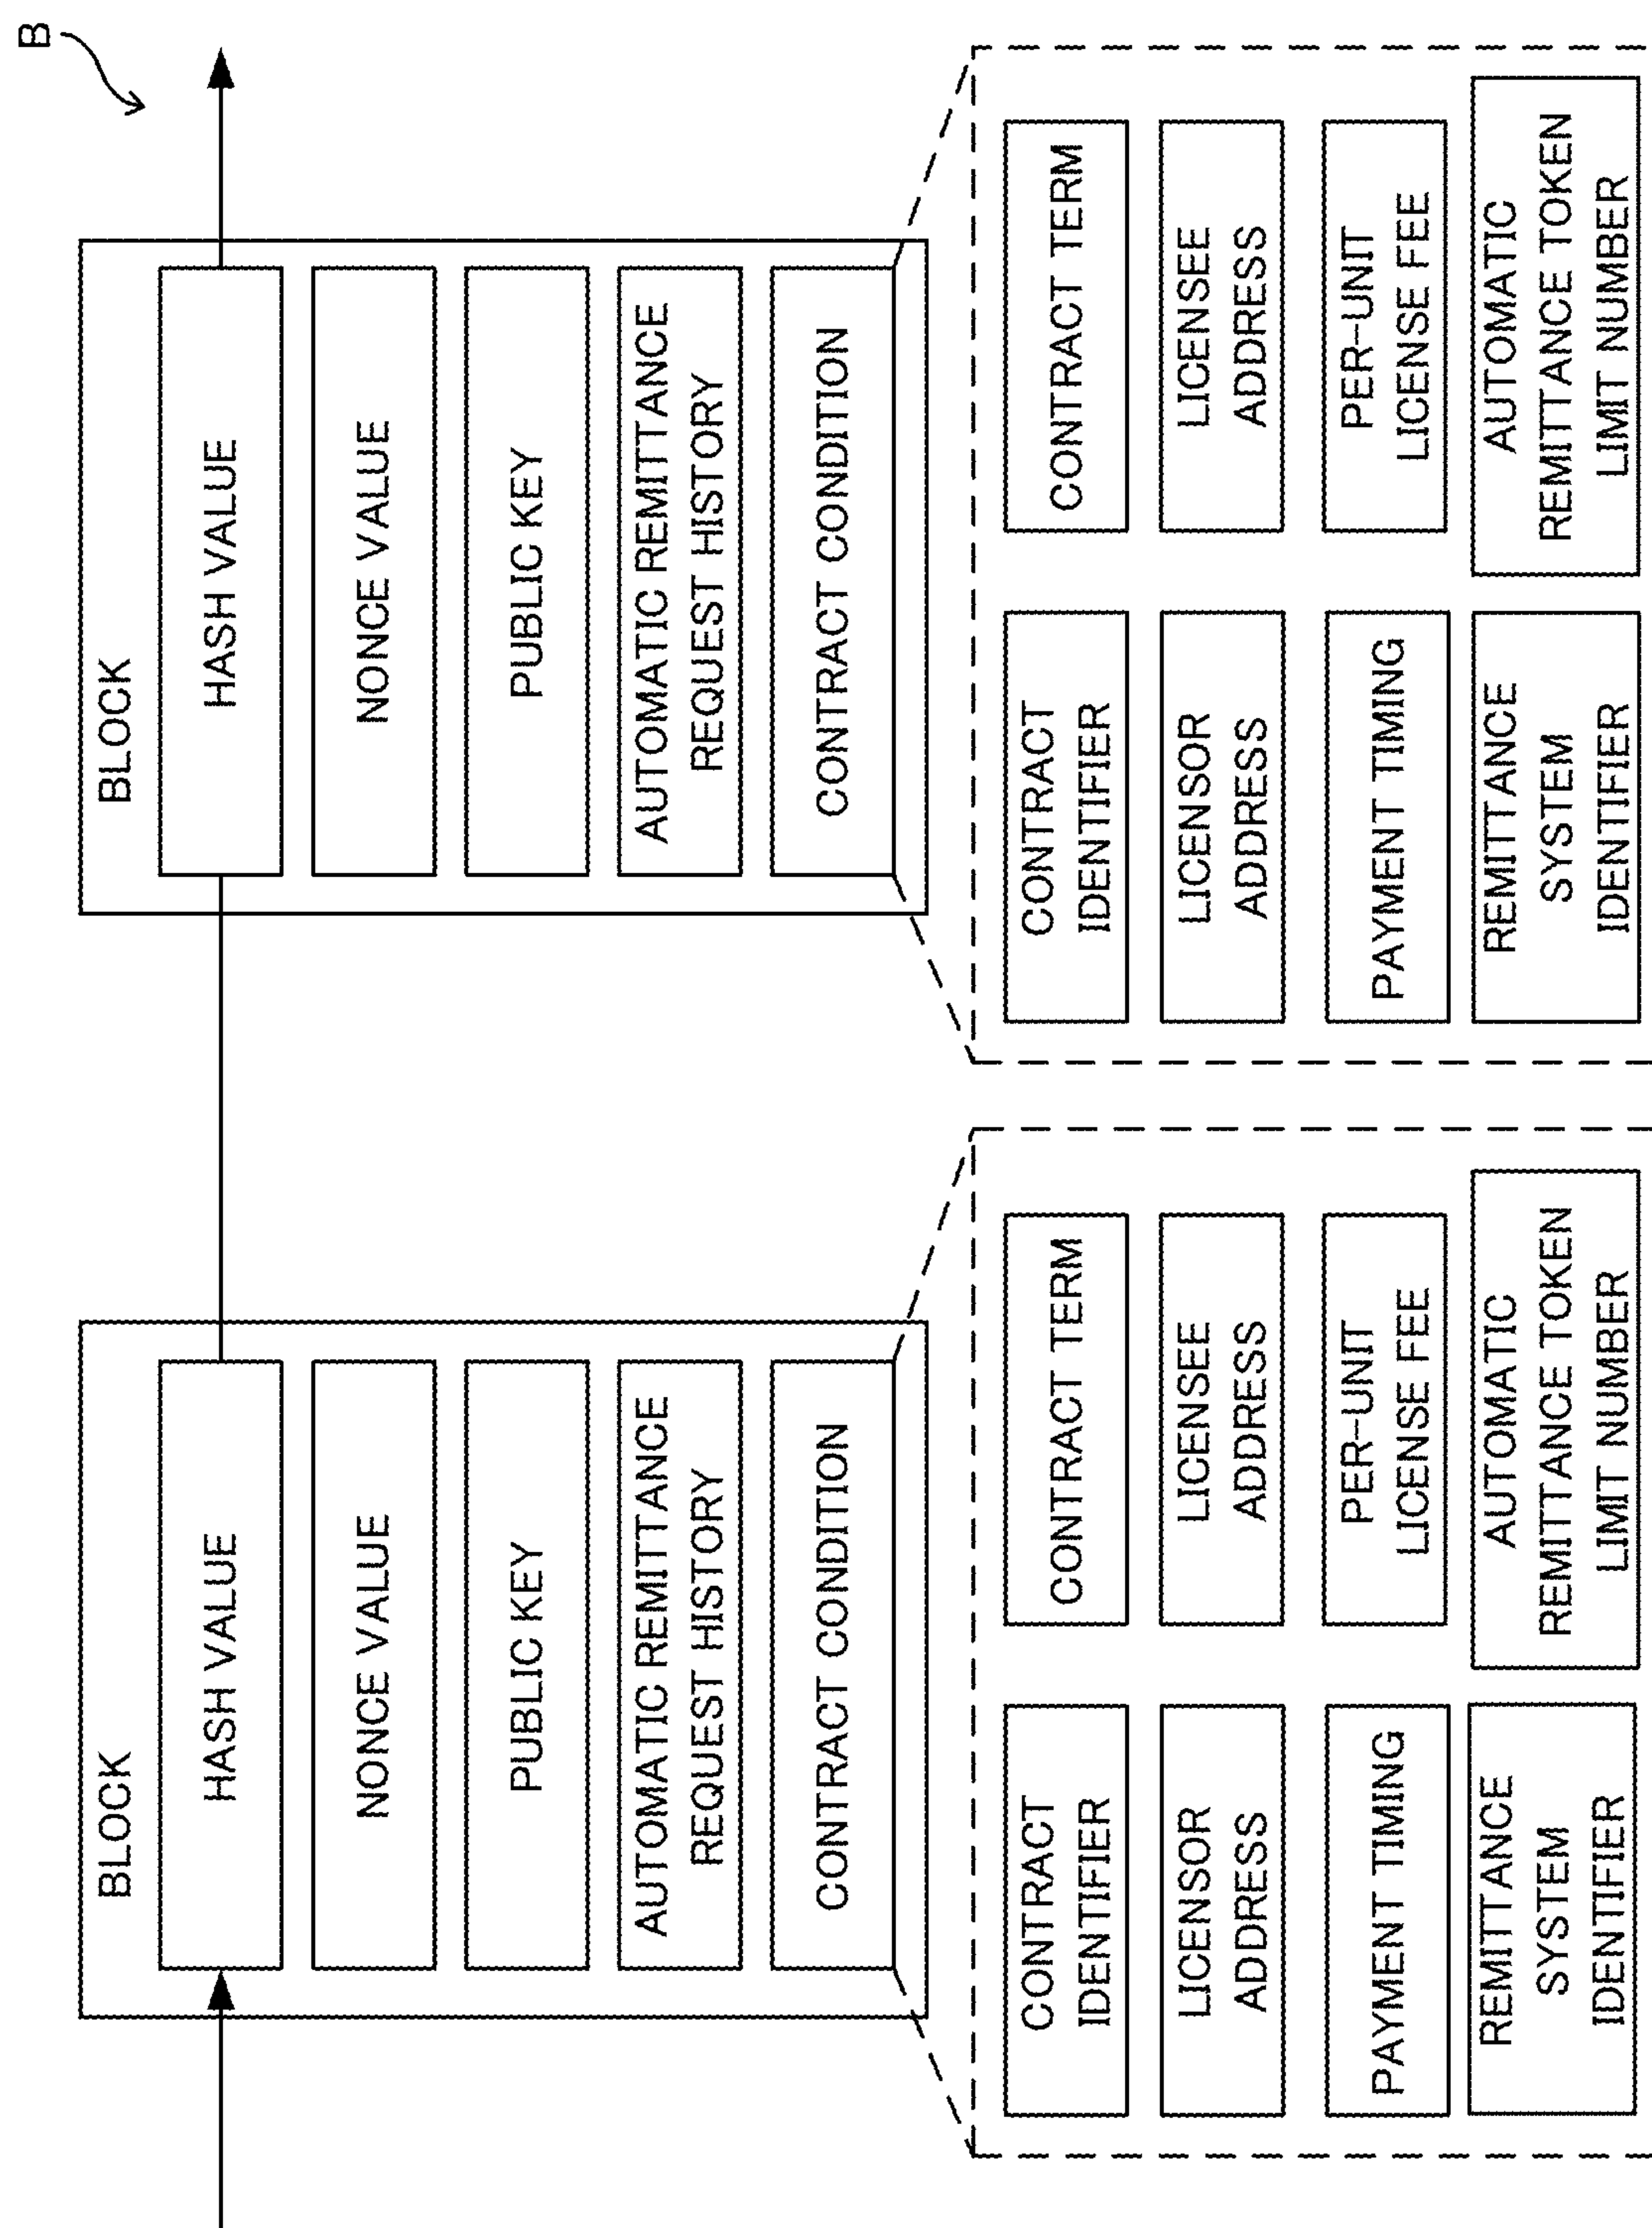 B
BLOCK
HASH VALUE
NONCE VALUE
PUBLIC KEY
AUTOMATIC REMITTANCE
REQUEST HISTORY
CONTRACT CONDITION
CONTRACT
IDENTIFIER
CONTRACT TERM
LICENSOR
ADDRESS
LICENSEE
ADDRESS
PAYMENT TIMING
PER-UNIT
LICENSE FEE
REMITTANCE
SYSTEM
IDENTIFIER
AUTOMATIC
REMITTANCE TOKEN
LIMIT NUMBER
BLOCK
HASH VALUE
NONCE VALUE
PUBLIC KEY
AUTOMATIC REMITTANCE
REQUEST HISTORY
CONTRACT CONDITION
CONTRACT
IDENTIFIER
CONTRACT TERM
LICENSOR
ADDRESS
LICENSEE
ADDRESS
PAYMENT TIMING
PER-UNIT
LICENSE FEE
REMITTANCE
SYSTEM
IDENTIFIER
AUTOMATIC
REMITTANCE TOKEN
LIMIT NUMBER